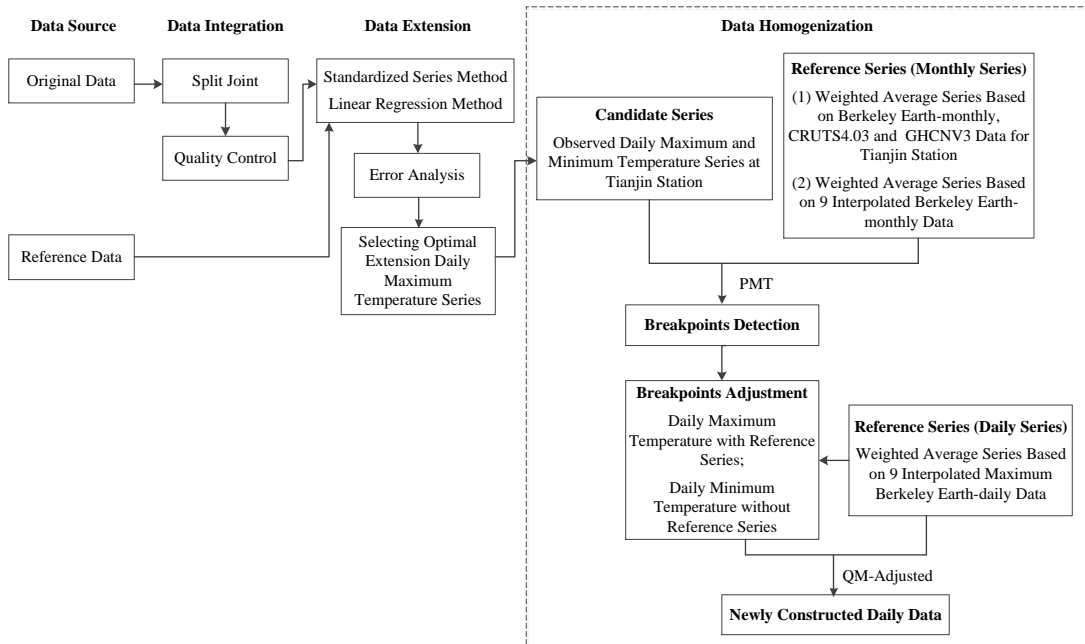 Data Source
Data Integration
Data Extension
Data Homogenization
Original Data
Split Joint
Quality Control
Reference Data
Standardized Series Method
Linear Regression Method
Error Analysis
Selecting Optimal
Extension Daily
Maximum
Temperature Series
Candidate Series
Observed Daily Maximum and
Minimum Temperature Series at
Tianjin Station
Reference Series (Monthly Series)
(1) Weighted Average Series Based
on Berkeley Earth-monthly,
CRUTS4.03 and GHCNV3 Data for
Tianjin Station
(2) Weighted Average Series Based
on 9 Interpolated Berkeley Earth-
monthly Data
PMT
Breakpoints Detection
Breakpoints Adjustment
Daily Maximum
Temperature with Reference
Series;
Daily Minimum
Temperature without
Reference Series
Reference Series (Daily Series)
Weighted Average Series Based
on 9 Interpolated Maximum
Berkeley Earth-daily Data
QM-Adjusted
Newly Constructed Daily Data